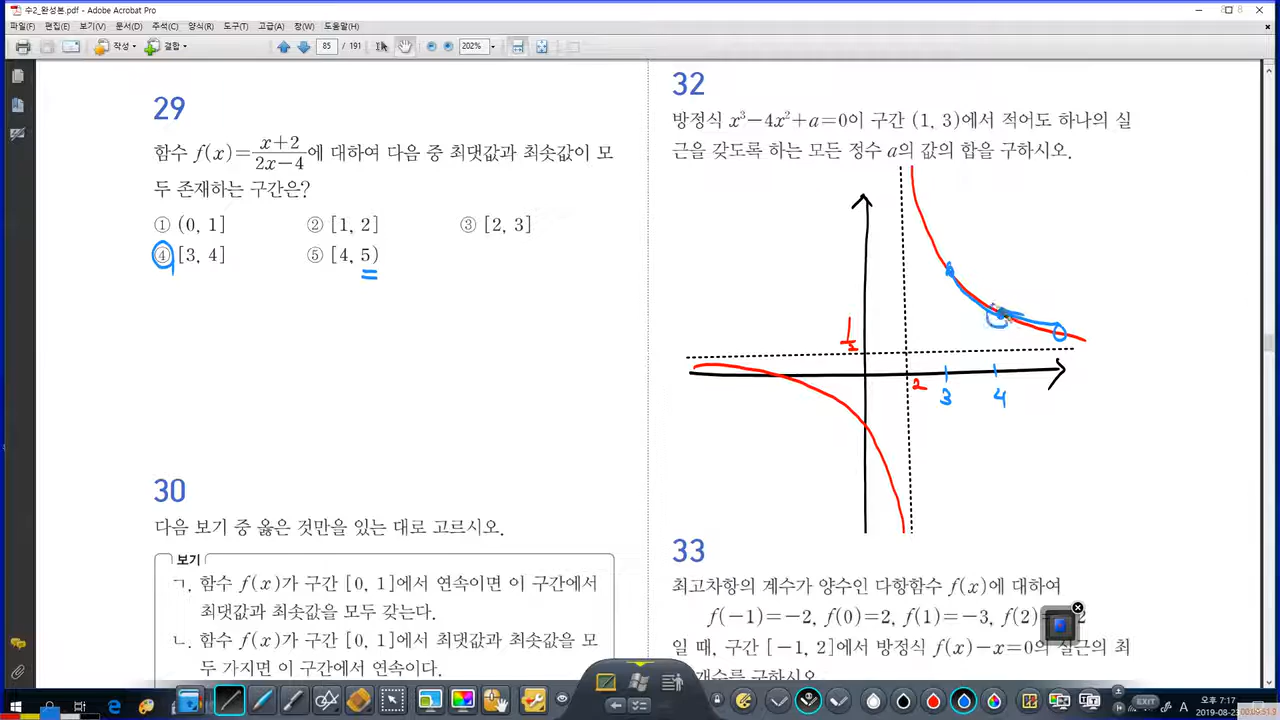 수2_완성본.pdf - Adobe Acrobat Pro
파일(F) 편집(E) 보기(V) 문서(D) 주석(C) 양식(R) 도구(T) 고급(A) 창(W) 도움말(H)
작성 결합 85 / 191 202%
29
함수 f(x)=\frac{x+2}{2x-4}에 대하여 다음 중 최댓값과 최솟값이 모
두 존재하는 구간은?
① (0, 1] ② [1, 2] ③ [2, 3]
④ [3, 4] ⑤ [4, 5)
30
다음 보기 중 옳은 것만을 있는 대로 고르시오.
보기
ㄱ. 함수 f(x)가 구간 [0, 1]에서 연속이면 이 구간에서
최댓값과 최솟값을 모두 갖는다.
ㄴ. 함수 f(x)가 구간 [0, 1]에서 최댓값과 최솟값을 모
두 가지면 이 구간에서 연속이다.
32
방정식 x³-4x²+a=0이 구간 (1, 3)에서 적어도 하나의 실
근을 갖도록 하는 모든 정수 a의 값의 합을 구하시오.
1/2
2
3
4
33
최고차항의 계수가 양수인 다항함수 f(x)에 대하여
f(-1)=-2, f(0)=2, f(1)=-3, f(2) 2
일 때, 구간 [-1, 2]에서 방정식 f(x)-x=0의 실근의 최
개수를 구하시오
EXIT
A
오후 7:17